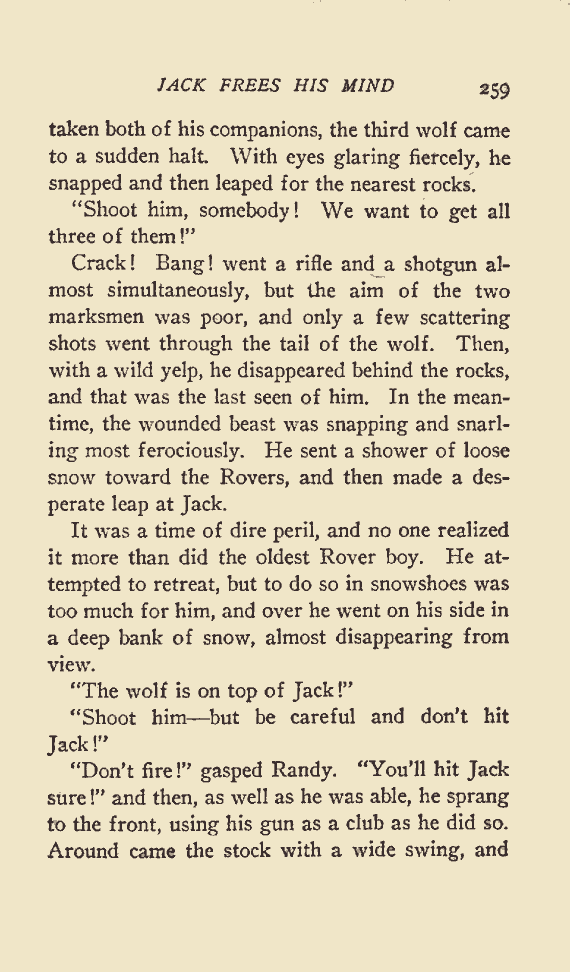 JACK FREES HIS MIND 259
taken both of his companions, the third wolf came
to a sudden halt. With eyes glaring fiercely, he
snapped and then leaped for the nearest rocks.
"Shoot him, somebody! We want to get all
three of them!"
Crack! Bang! went a rifle and a shotgun al-
most simultaneously, but the aim of the two
marksmen was poor, and only a few scattering
shots went through the tail of the wolf. Then,
with a wild yelp, he disappeared behind the rocks,
and that was the last seen of him. In the mean-
time, the wounded beast was snapping and snarl-
ing most ferociously. He sent a shower of loose
snow toward the Rovers, and then made a des-
perate leap at Jack.
It was a time of dire peril, and no one realized
it more than did the oldest Rover boy. He at-
tempted to retreat, but to do so in snowshoes was
too much for him, and over he went on his side in
a deep bank of snow, almost disappearing from
view.
"The wolf is on top of Jack!"
"Shoot him—but be careful and don't hit
Jack!"
"Don't fire!" gasped Randy. "You'll hit Jack
sure!" and then, as well as he was able, he sprang
to the front, using his gun as a club as he did so.
Around came the stock with a wide swing, and